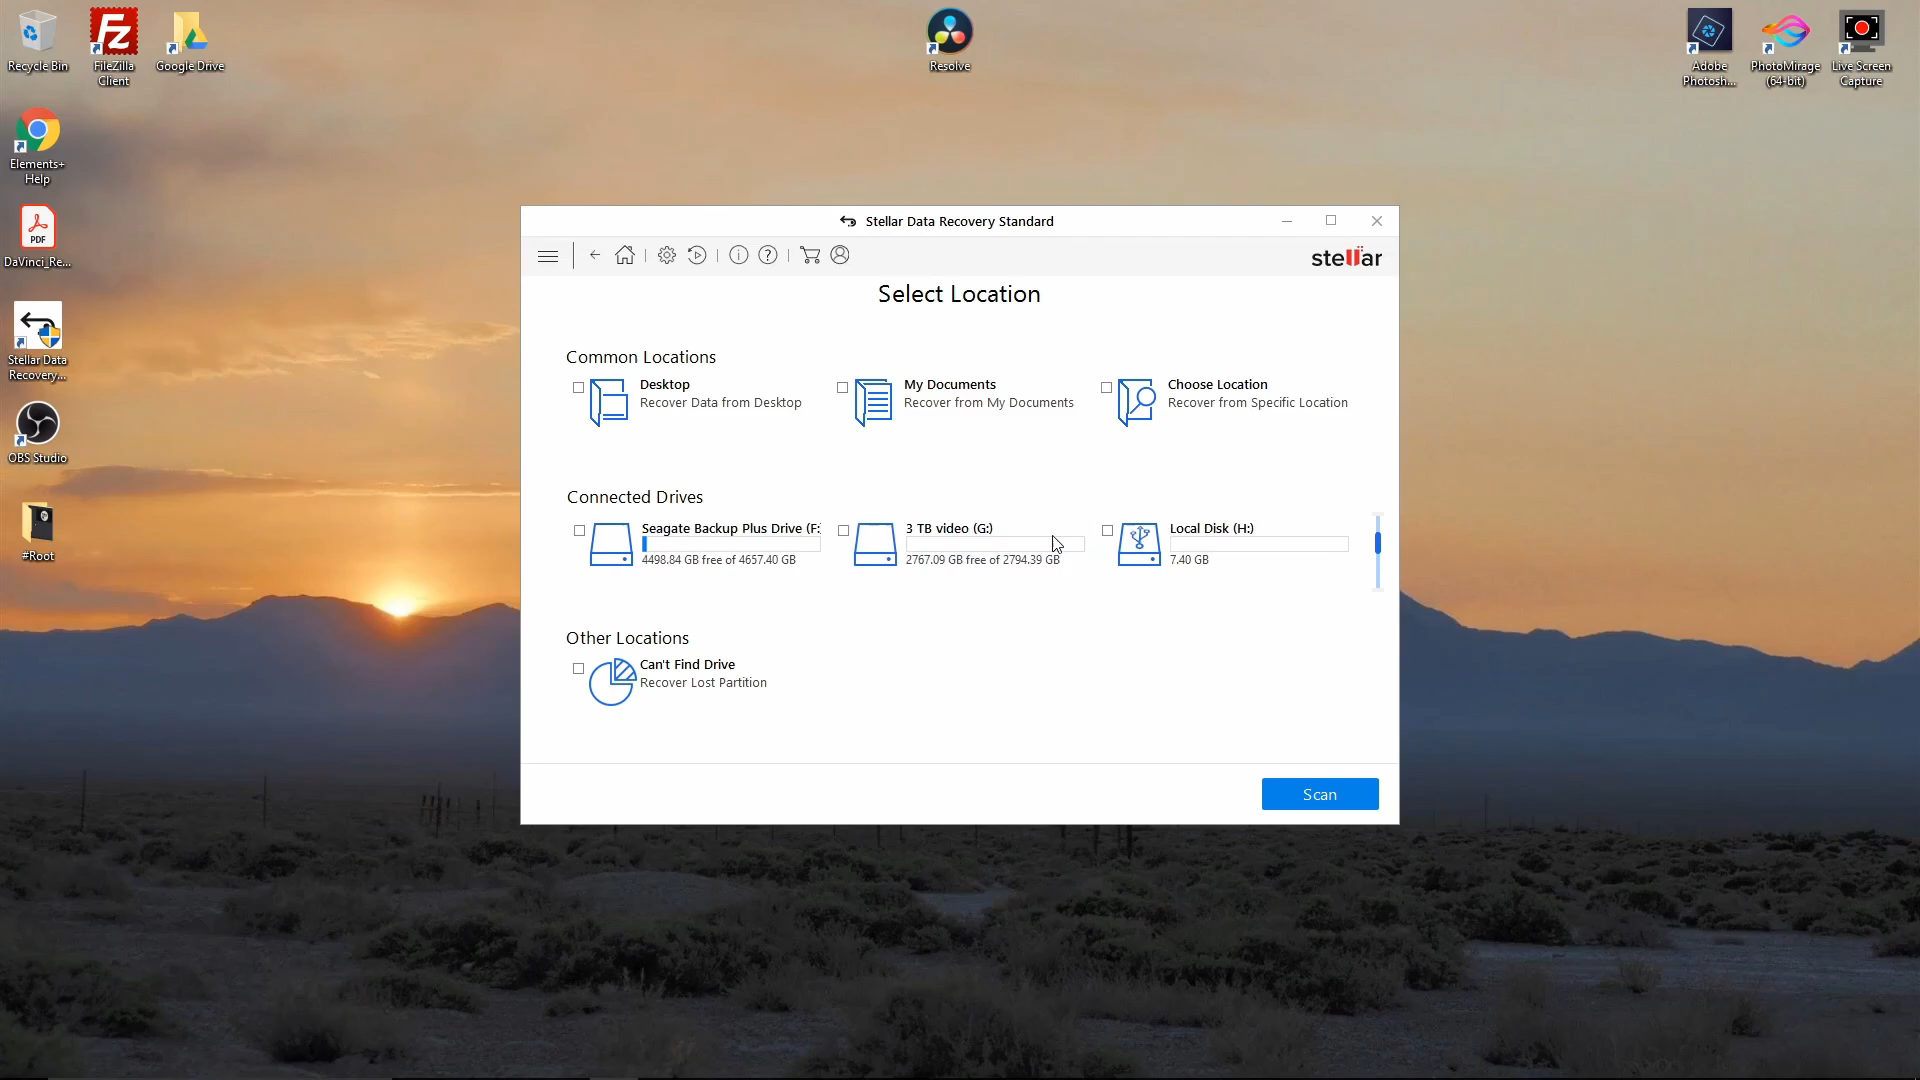 Recycle Bin
FileZilla
Client
Google Drive
Resolve
Adobe
Photosh...
PhotoMirage
(64-bit)
Live Screen
Capture
Elements+
Help
PDF
DaVinci_Re...
Stellar Data
Recovery...
OBS Studio
#Root
Stellar Data Recovery Standard
stellar
Select Location
Common Locations
Desktop
Recover Data from Desktop
My Documents
Recover from My Documents
Choose Location
Recover from Specific Location
Connected Drives
Seagate Backup Plus Drive (F:
4498.84 GB free of 4657.40 GB
3 TB video (G:)
2767.09 GB free of 2794.39 GB
Local Disk (H:)
7.40 GB
Other Locations
Can't Find Drive
Recover Lost Partition
Scan